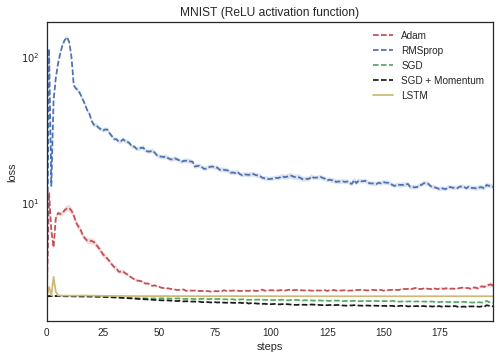 MNIST (ReLU activation function)
Adam
RMSprop
SGD
SGD + Momentum
LSTM
10²
10¹
loss
0 25 50 75 100 125 150 175
steps